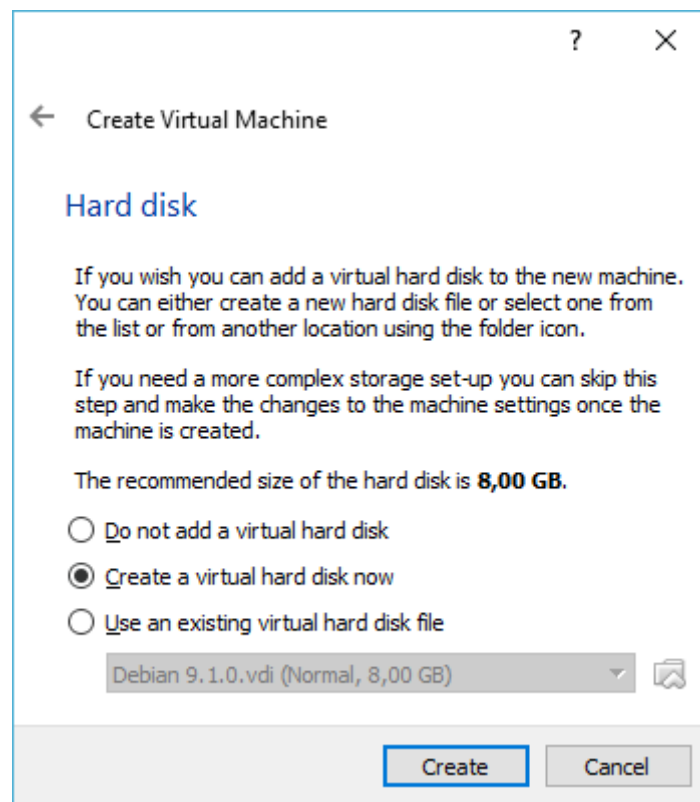 ?
Create Virtual Machine
Hard disk
If you wish you can add a virtual hard disk to the new machine.
You can either create a new hard disk file or select one from
the list or from another location using the folder icon.
If you need a more complex storage set-up you can skip this
step and make the changes to the machine settings once the
machine is created.
The recommended size of the hard disk is 8,00 GB.
Do not add a virtual hard disk
Create a virtual hard disk now
Use an existing virtual hard disk file
Debian 9.1.0.vdi (Normal, 8,00 GB)
Create Cancel